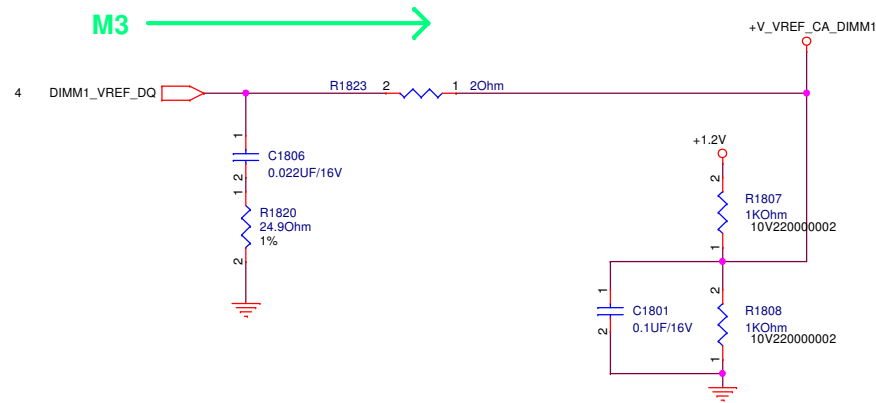 M3
+V_VREF_CA_DIMM1
4 DIMM1_VREF_DQ
R1823 2 1 2Ohm
1
C1806
0.022UF/16V
2
1
R1820
24.9Ohm
1%
2
+1.2V
2
R1807
1KOhm
10V220000002
1
1
C1801
0.1UF/16V
2
2
R1808
1KOhm
10V220000002
1